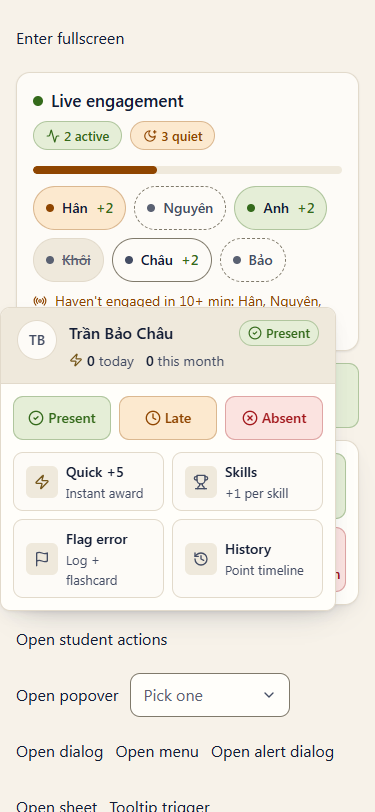 Enter fullscreen
Live engagement
2 active
3 quiet
Hân +2
Nguyên
Anh +2
Khôi
Châu +2
Bảo
Haven't engaged in 10+ min: Hân, Nguyên,
TB
Trần Bảo Châu
Present
0 today 0 this month
Present
Late
Absent
Quick +5
Instant award
Skills
+1 per skill
Flag error
Log +
flashcard
History
Point timeline
Open student actions
Open popover
Pick one
Open dialog Open menu Open alert dialog
Open sheet Tooltip trigger